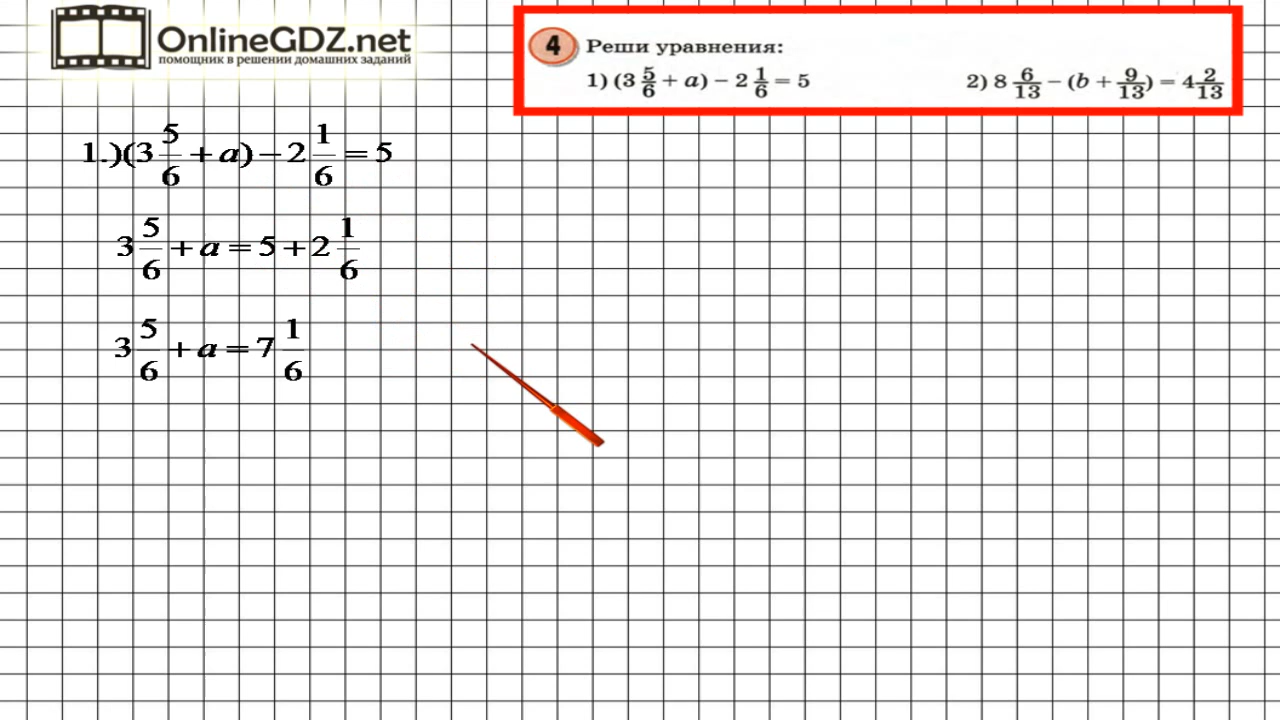 OnlineGDZ.net
помощник в решении домашних заданий
4 Реши уравнения:
1) (3 5/6 + a) − 2 1/6 = 5 2) 8 6/13 − (b + 9/13) = 4 2/13
1.)(3 5/6 + a) − 2 1/6 = 5
3 5/6 + a = 5 + 2 1/6
3 5/6 + a = 7 1/6